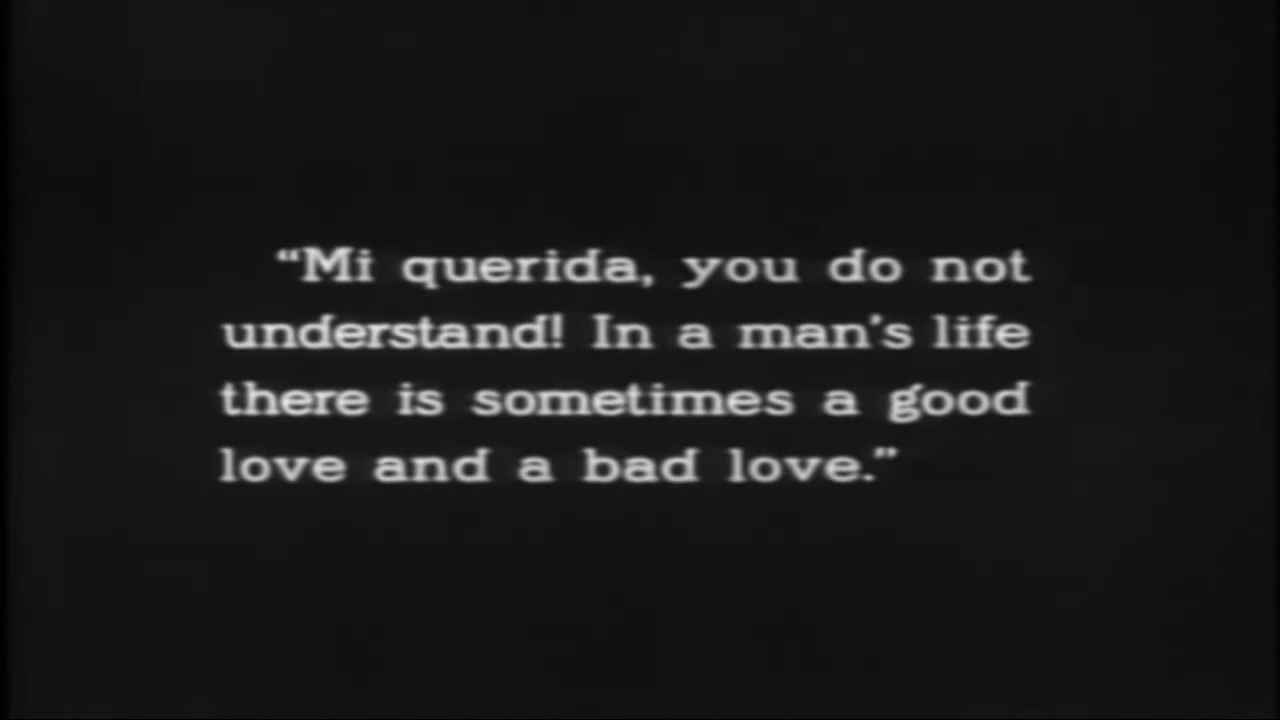 “Mi querida, you do not
understand! In a man’s life
there is sometimes a good
love and a bad love.”